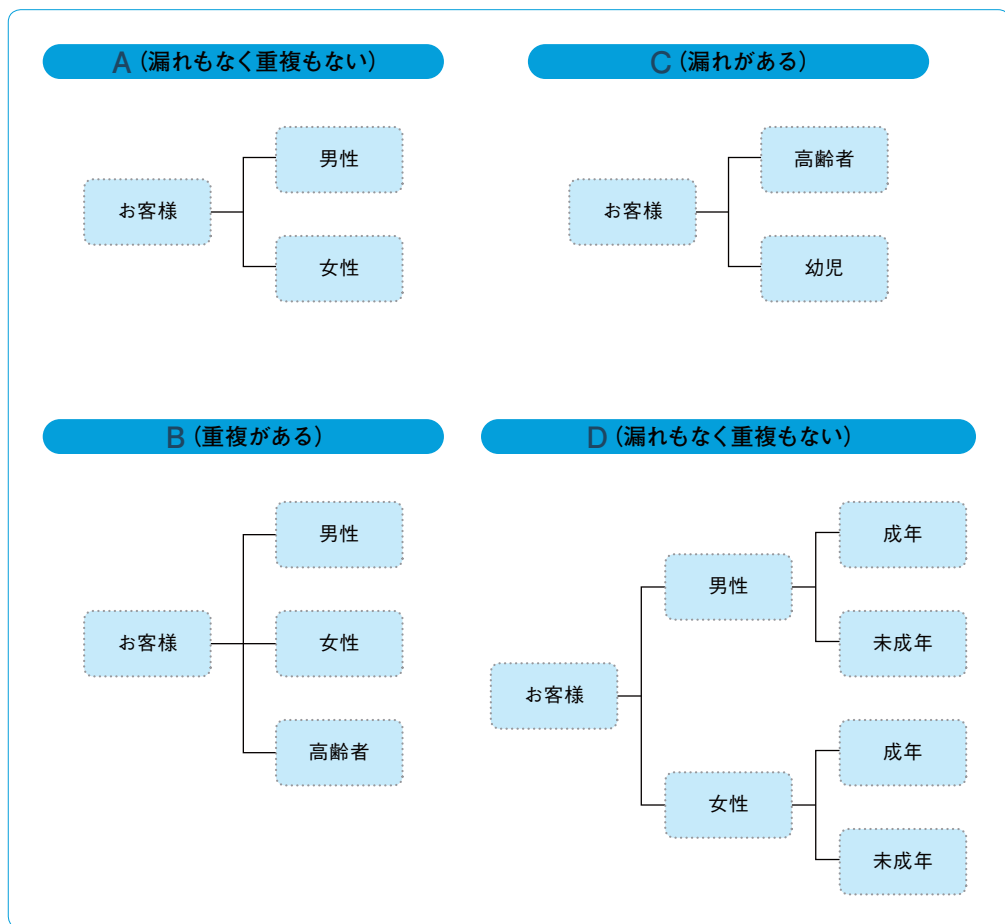 A(漏れもなく重複もない)
お客様
男性
女性
C(漏れがある)
お客様
高齢者
幼児
B(重複がある)
お客様
男性
女性
高齢者
D(漏れもなく重複もない)
お客様
男性
成年
未成年
女性
成年
未成年